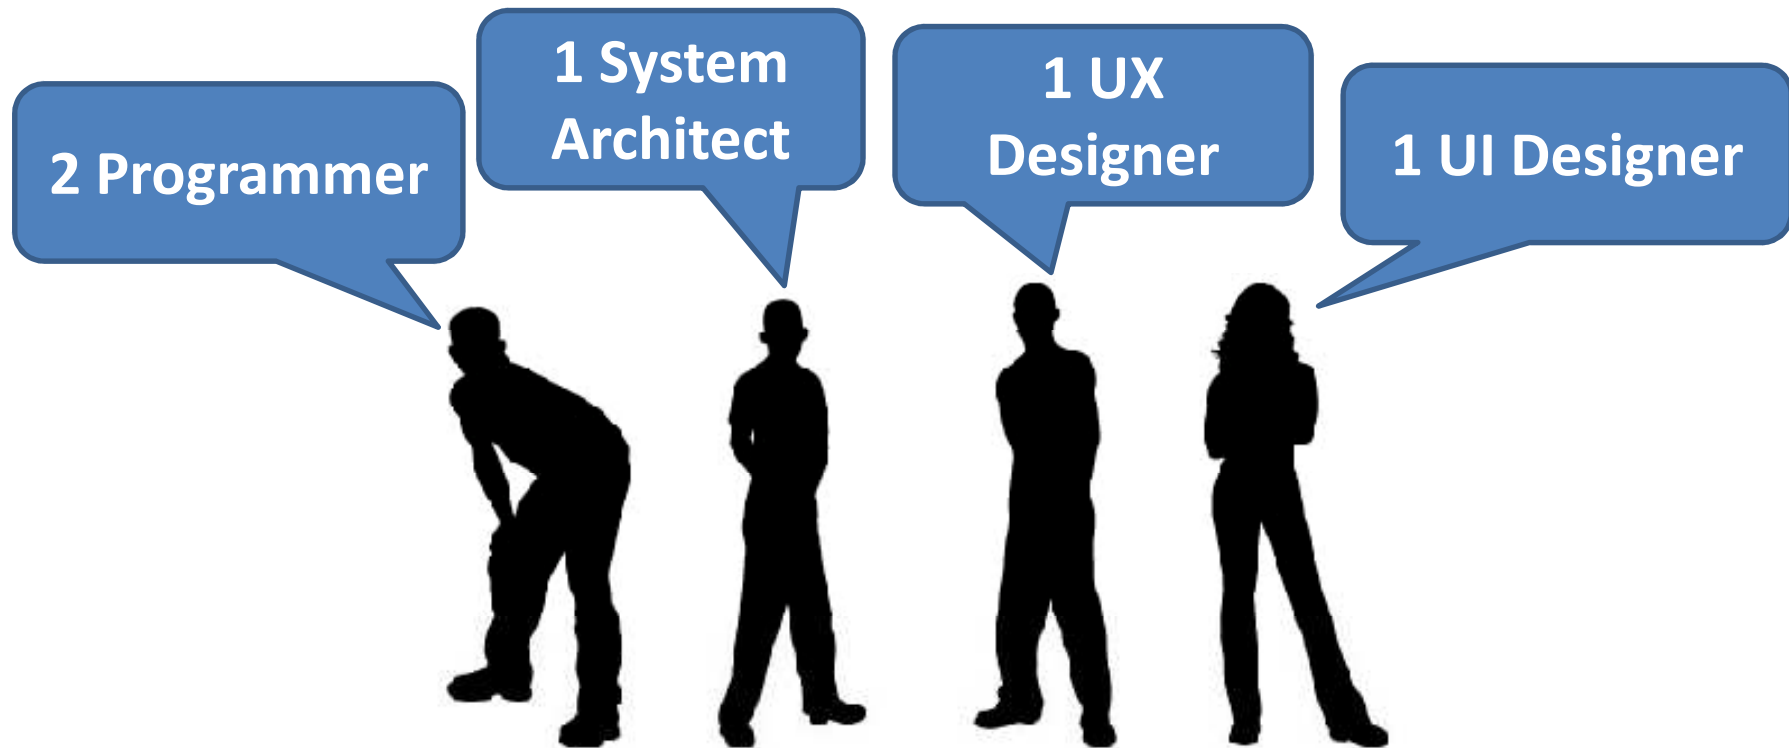 2 Programmer
1 System
Architect
1 UX
Designer
1 UI Designer